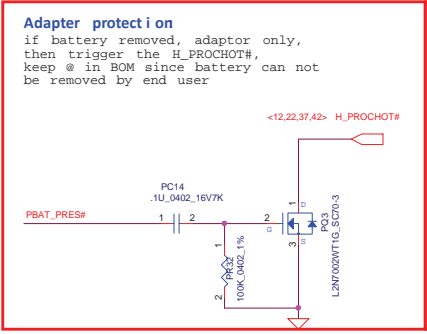 Adapter protect i on
if battery removed, adaptor only,
then trigger the H_PROCHOT#,
keep @ in BOM since battery can not
be removed by end user
<12,22,37,42> H_PROCHOT#
PC14
.1U_0402_16V7K
PBAT_PRES#
1 2
2
G
1
D
3
S
PQ3
L2N7002WT1G_SC70-3
1
2
PR32
100K_0402_1%